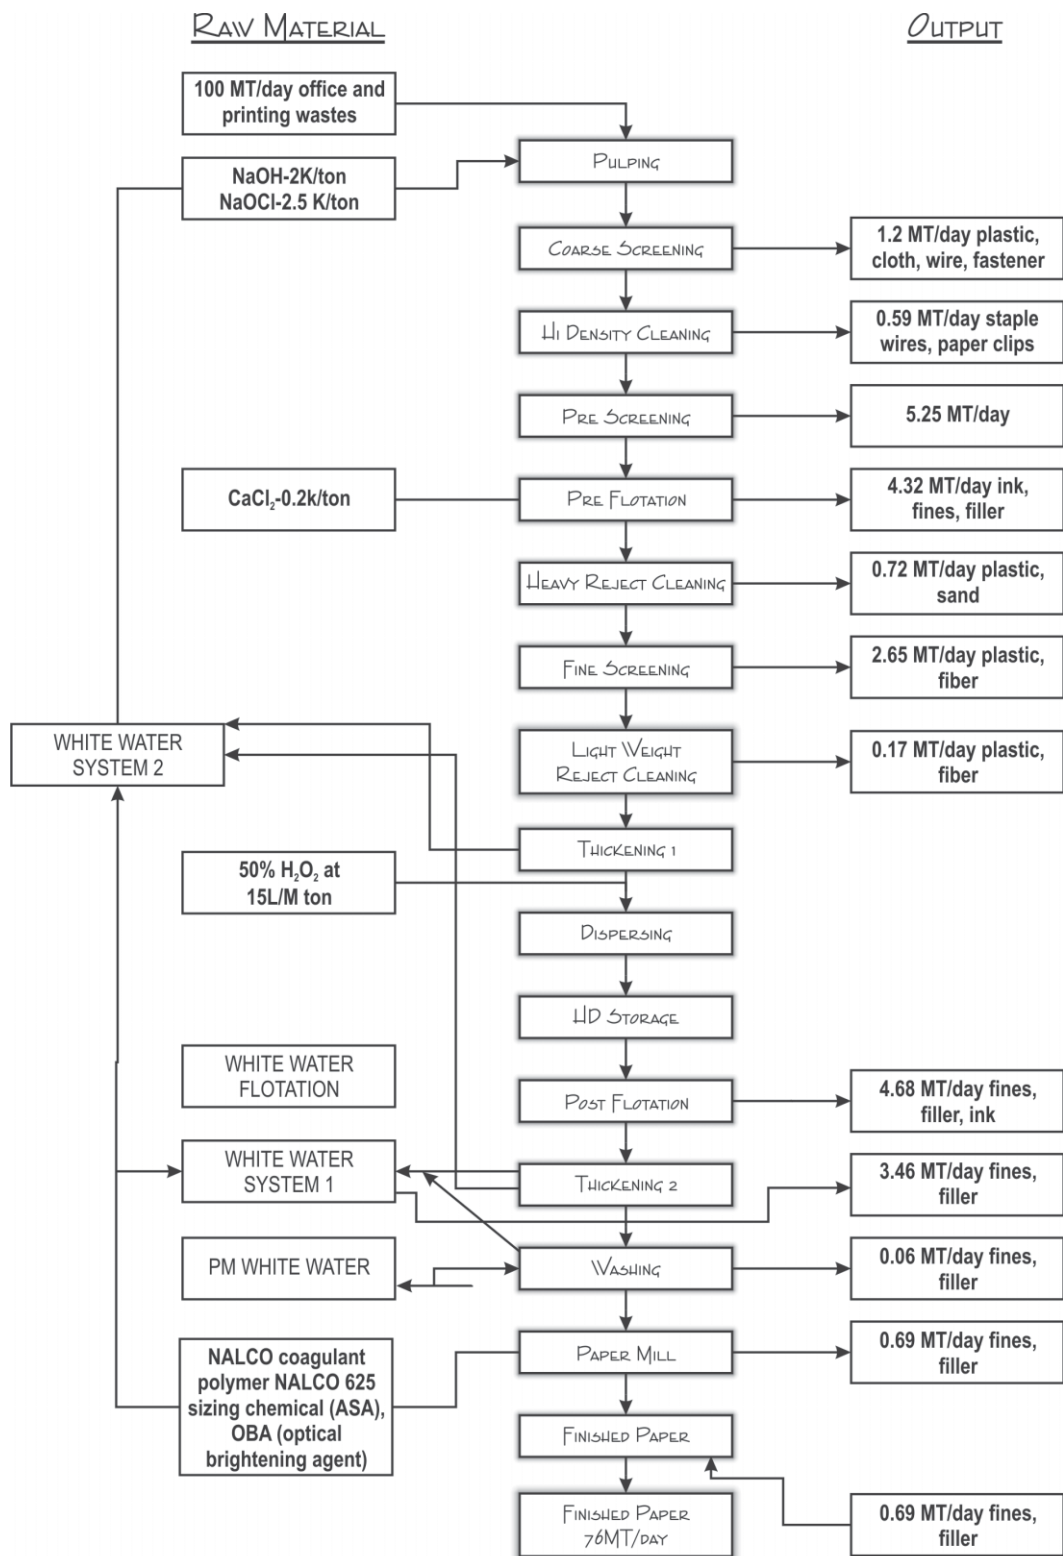 RAW MATERIAL
OUTPUT
100 MT/day office and
printing wastes
PULPING
NaOH-2K/ton
NaOCl-2.5 K/ton
COARSE SCREENING
1.2 MT/day plastic,
cloth, wire, fastener
HI DENSITY CLEANING
0.59 MT/day staple
wires, paper clips
PRE SCREENING
5.25 MT/day
CaCl₂-0.2k/ton
PRE FLOTATION
4.32 MT/day ink,
fines, filler
HEAVY REJECT CLEANING
0.72 MT/day plastic,
sand
FINE SCREENING
2.65 MT/day plastic,
fiber
WHITE WATER
SYSTEM 2
LIGHT WEIGHT
REJECT CLEANING
0.17 MT/day plastic,
fiber
THICKENING 1
50% H₂O₂ at
15L/M ton
DISPERSING
HD STORAGE
WHITE WATER
FLOTATION
POST FLOTATION
4.68 MT/day fines,
filler, ink
WHITE WATER
SYSTEM 1
THICKENING 2
3.46 MT/day fines,
filler
PM WHITE WATER
WASHING
0.06 MT/day fines,
filler
NALCO coagulant
polymer NALCO 625
sizing chemical (ASA),
OBA (optical
brightening agent)
PAPER MILL
0.69 MT/day fines,
filler
FINISHED PAPER
FINISHED PAPER
76MT/DAY
0.69 MT/day fines,
filler